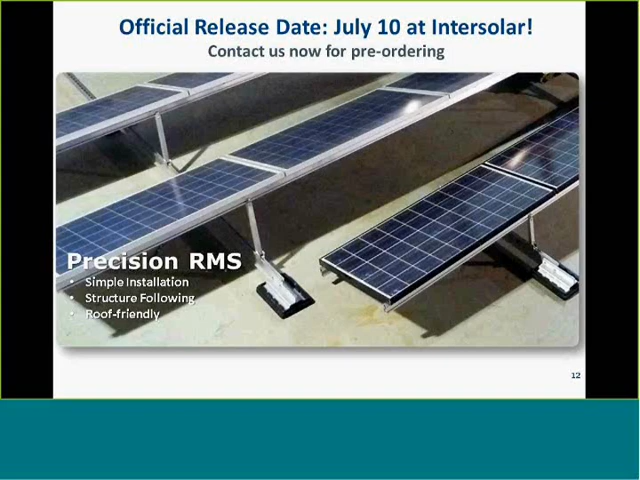 Official Release Date: July 10 at Intersolar!
Contact us now for pre-ordering
Precision RMS
• Simple Installation
• Structure Following
• Roof-friendly
12